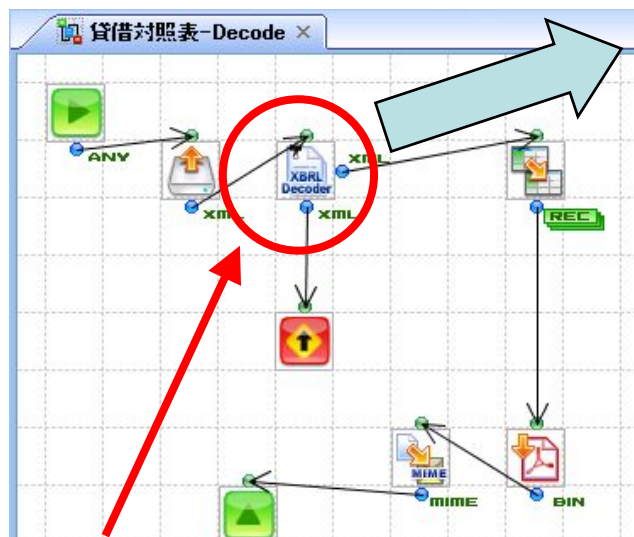 貸借対照表-Decode
ANY
XML
XBRL
Decoder
XML
XML
REC
MIME
MIME
BIN